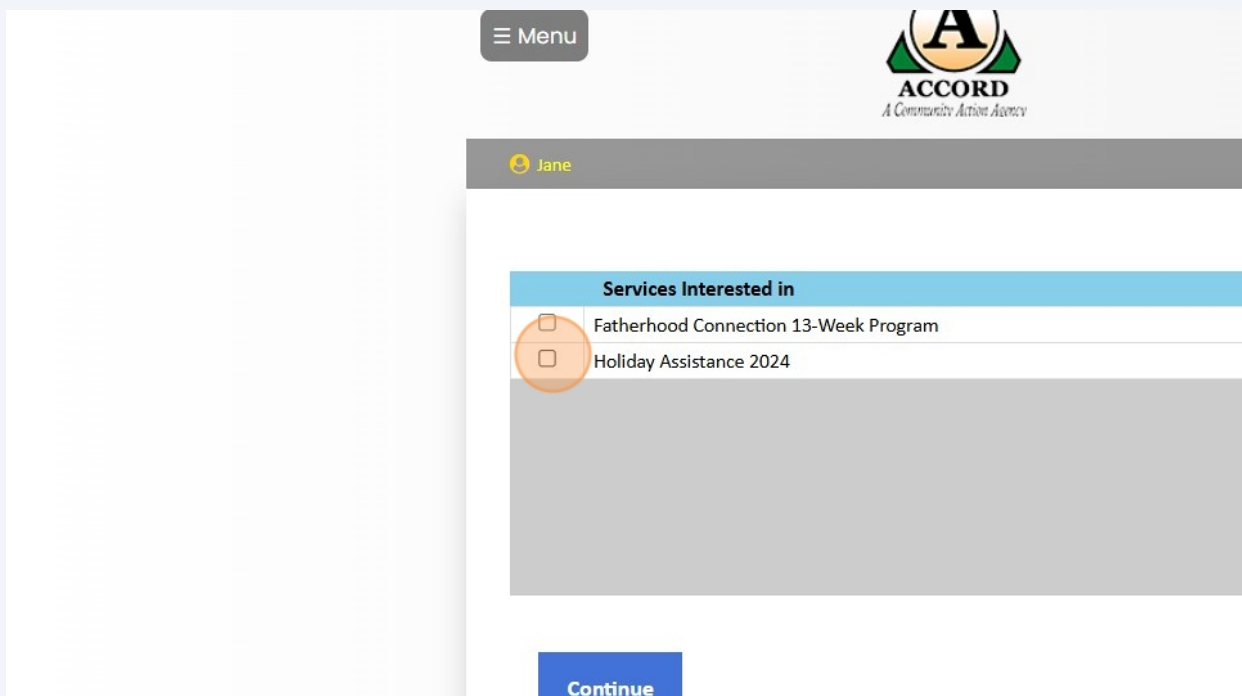 ☰ Menu
A
ACCORD
A Community Action Agency
Jane
Services Interested in
Fatherhood Connection 13-Week Program
Holiday Assistance 2024
Continue